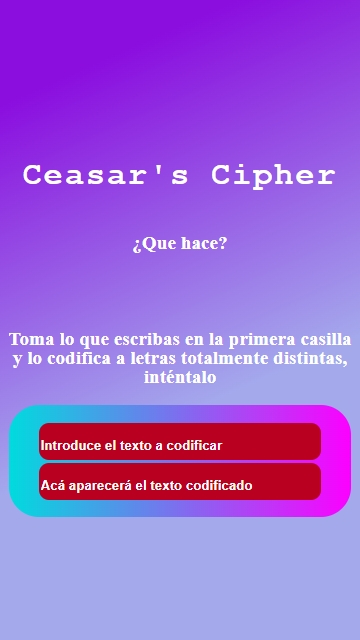 Ceasar's Cipher
¿Que hace?
Toma lo que escribas en la primera casilla
y lo codifica a letras totalmente distintas,
inténtalo
Introduce el texto a codificar
Acá aparecerá el texto codificado